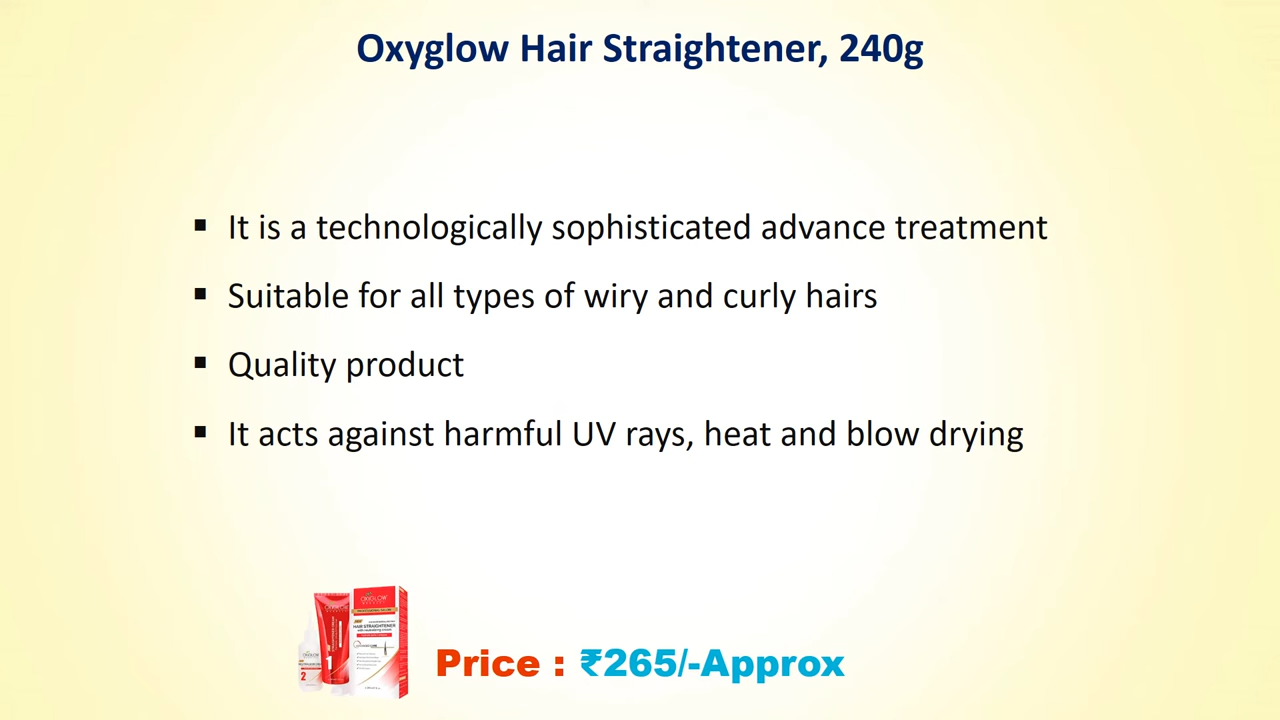 Oxyglow Hair Straightener, 240g
▪ It is a technologically sophisticated advance treatment
▪ Suitable for all types of wiry and curly hairs
▪ Quality product
▪ It acts against harmful UV rays, heat and blow drying
OXYGLOW
HAIR STRAIGHTENER
2
Price : ₹265/-Approx